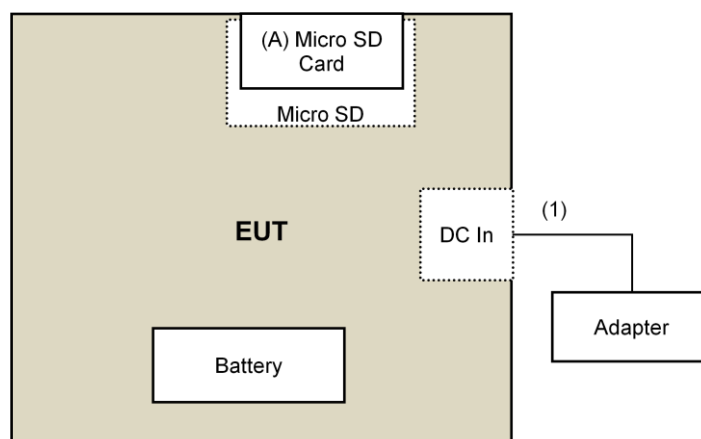 (A) Micro SD
Card
Micro SD
(1)
EUT
DC In
Adapter
Battery